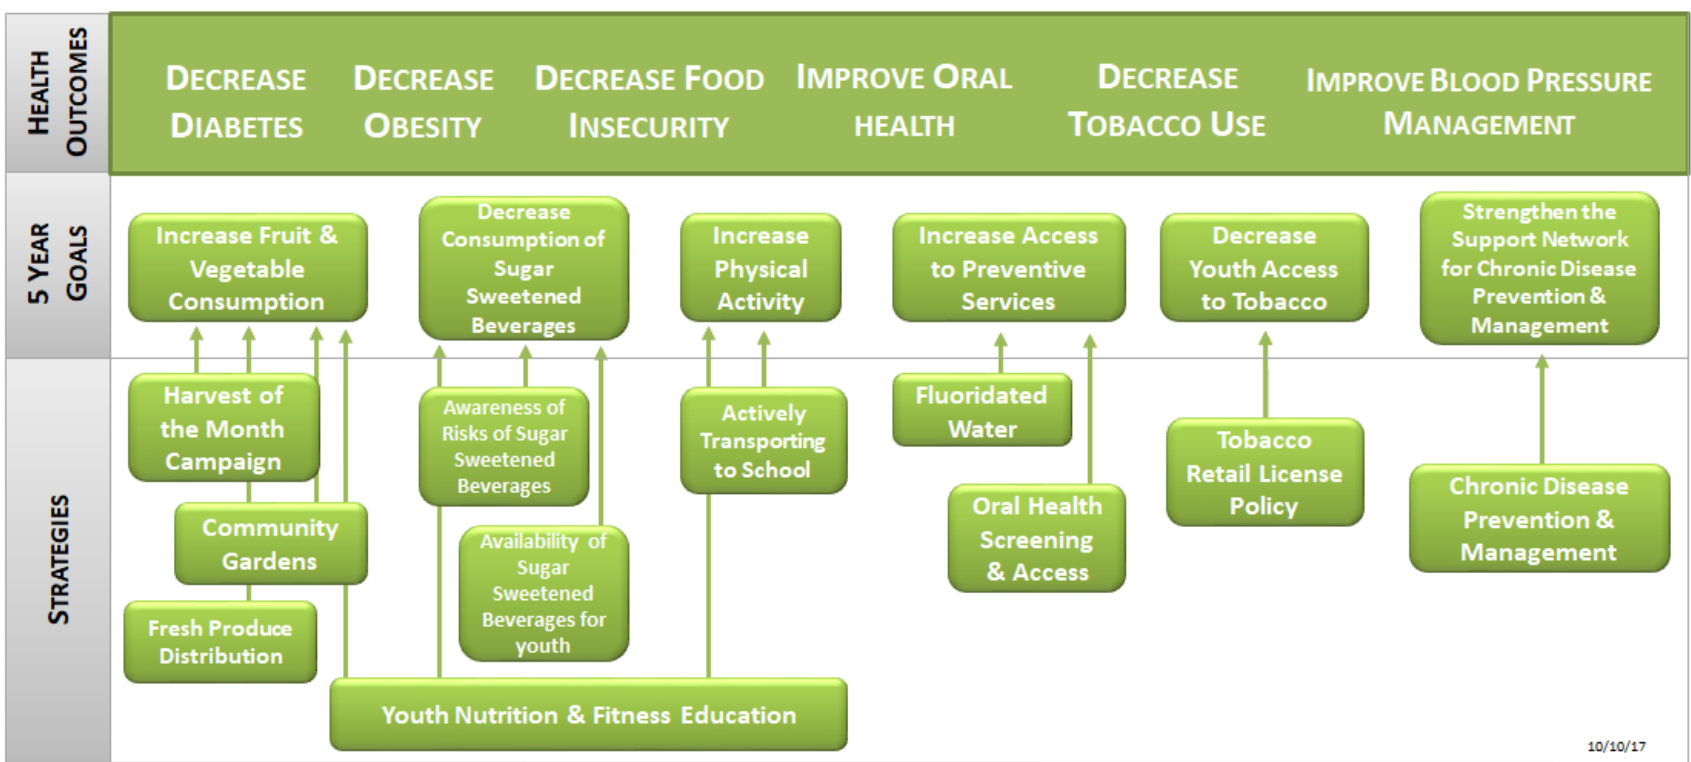 HEALTH
OUTCOMES
DECREASE
DIABETES
DECREASE
OBESITY
DECREASE FOOD
INSECURITY
IMPROVE ORAL
HEALTH
DECREASE
TOBACCO USE
IMPROVE BLOOD PRESSURE
MANAGEMENT
5 YEAR
GOALS
Increase Fruit &
Vegetable
Consumption
Decrease
Consumption of
Sugar
Sweetened
Beverages
Increase
Physical
Activity
Increase Access
to Preventive
Services
Decrease
Youth Access
to Tobacco
Strengthen the
Support Network
for Chronic Disease
Prevention &
Management
STRATEGIES
Harvest of
the Month
Campaign
Community
Gardens
Fresh Produce
Distribution
Awareness of
Risks of Sugar
Sweetened
Beverages
Availability of
Sugar
Sweetened
Beverages for
youth
Actively
Transporting
to School
Youth Nutrition & Fitness Education
Fluoridated
Water
Oral Health
Screening
& Access
Tobacco
Retail License
Policy
Chronic Disease
Prevention &
Management
10/10/17